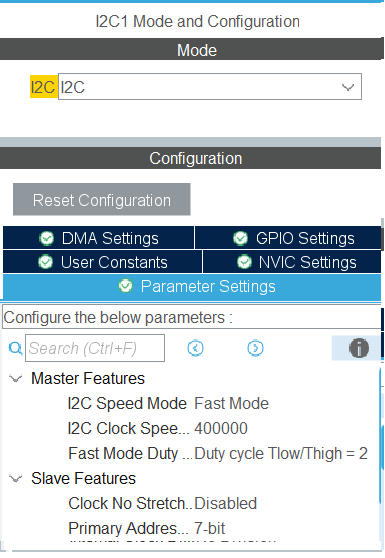 I2C1 Mode and Configuration
Mode
I2C I2C
Configuration
Reset Configuration
DMA Settings GPIO Settings
User Constants NVIC Settings
Parameter Settings
Configure the below parameters :
Search (Ctrl+F)
Master Features
I2C Speed Mode Fast Mode
I2C Clock Spee... 400000
Fast Mode Duty ... Duty cycle Tlow/Thigh = 2
Slave Features
Clock No Stretch... Disabled
Primary Addres... 7-bit